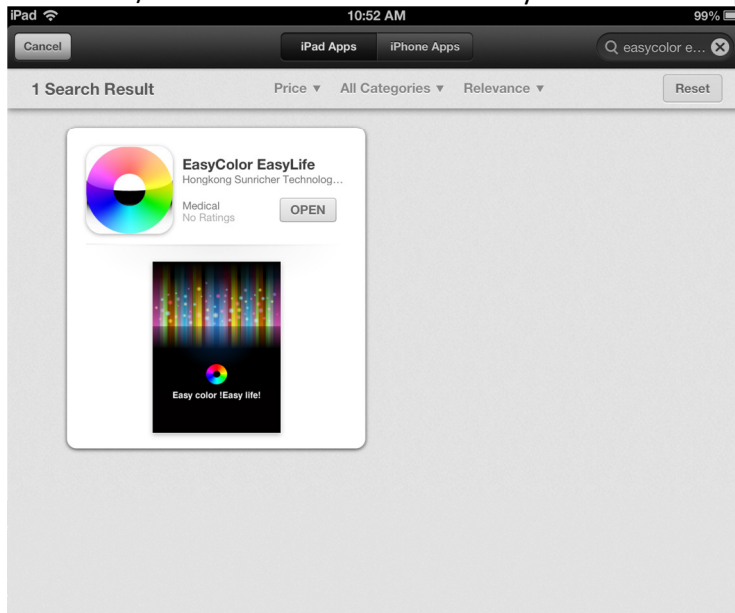 iPad 10:52 AM 99%
Cancel iPad Apps iPhone Apps easycolor e...
1 Search Result Price ▼ All Categories ▼ Relevance ▼ Reset
EasyColor EasyLife
Hongkong Sunricher Technolog...
Medical
No Ratings
OPEN
Easy color !Easy life!